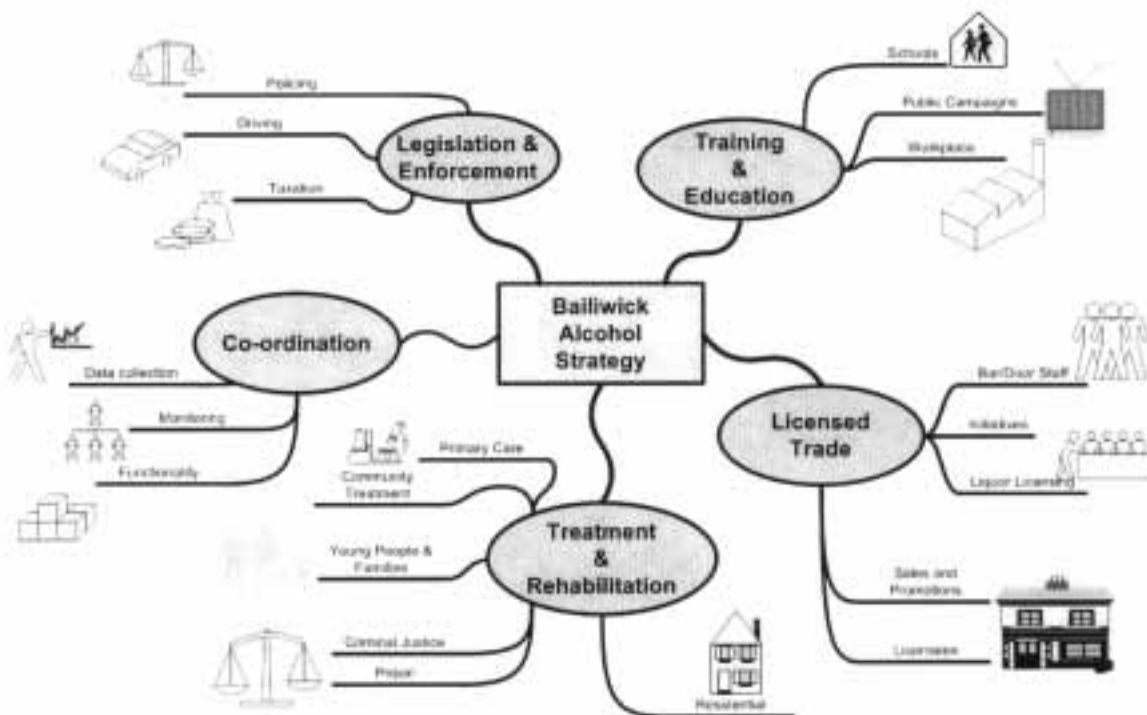 Policing
Driving
Taxation
Legislation &
Enforcement
Schools
Public Campaigns
Workplace
Training
&
Education
Bailiwick
Alcohol
Strategy
Co-ordination
Data collection
Monitoring
Functionality
Bar/Door Staff
Initiatives
Liquor Licensing
Licensed
Trade
Sales and
Promotions
Licensees
Primary Care
Community
Treatment
Young People &
Families
Criminal Justice
Prison
Treatment
&
Rehabilitation
Residential